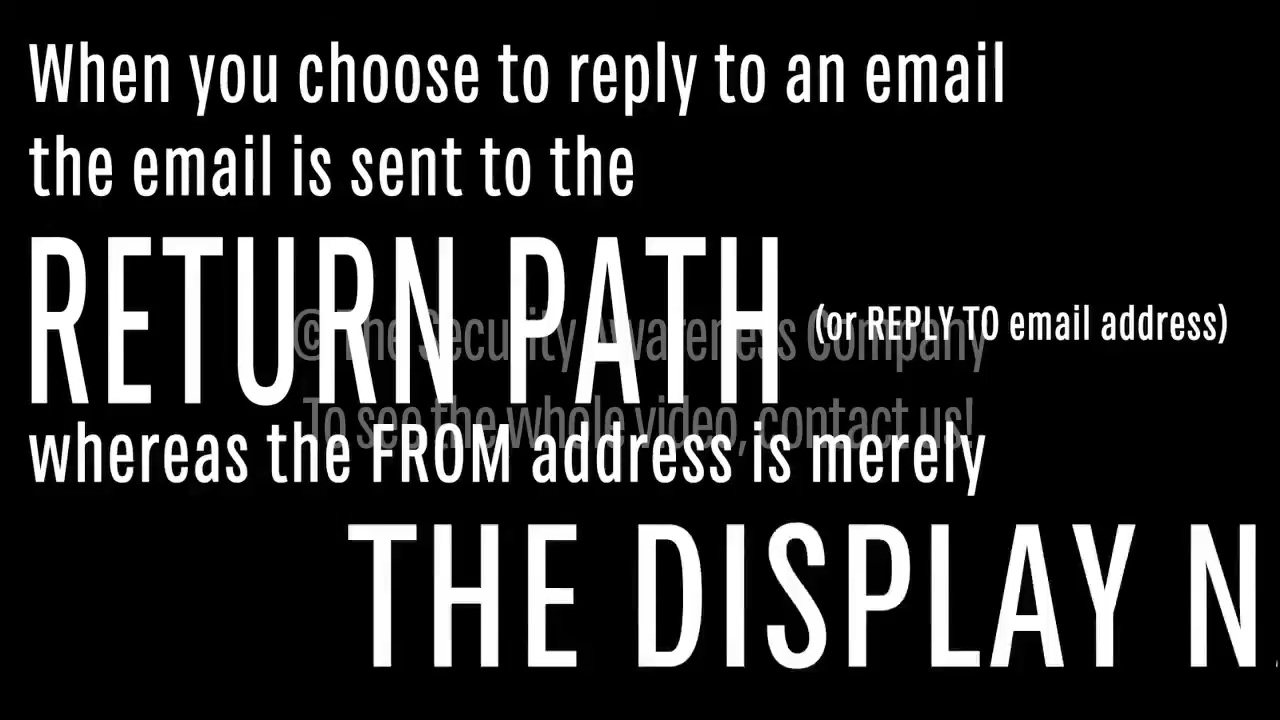 When you choose to reply to an email
the email is sent to the
RETURN PATH (or REPLY TO email address)
© The Security Awareness Company
To see the whole video, contact us!
whereas the FROM address is merely
THE DISPLAY N